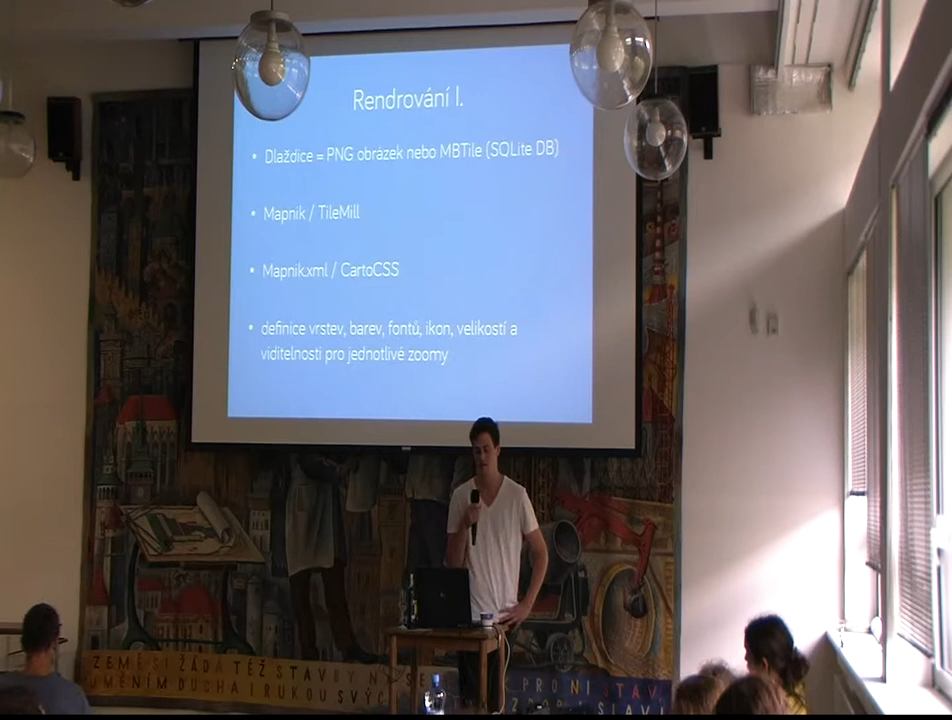 Rendrování I.
• Dlaždice = PNG obrázek nebo MBTile (SQLite DB)
• Mapnik / TileMill
• Mapnik.xml / CartoCSS
• definice vrstev, barev, fontů, ikon, velikostí a
viditelnosti pro jednotlivé zoomy
ZEMĚ SI ŽÁDÁ TÉŽ STAVBY
UMĚNÍM DUCHA I RUKOU